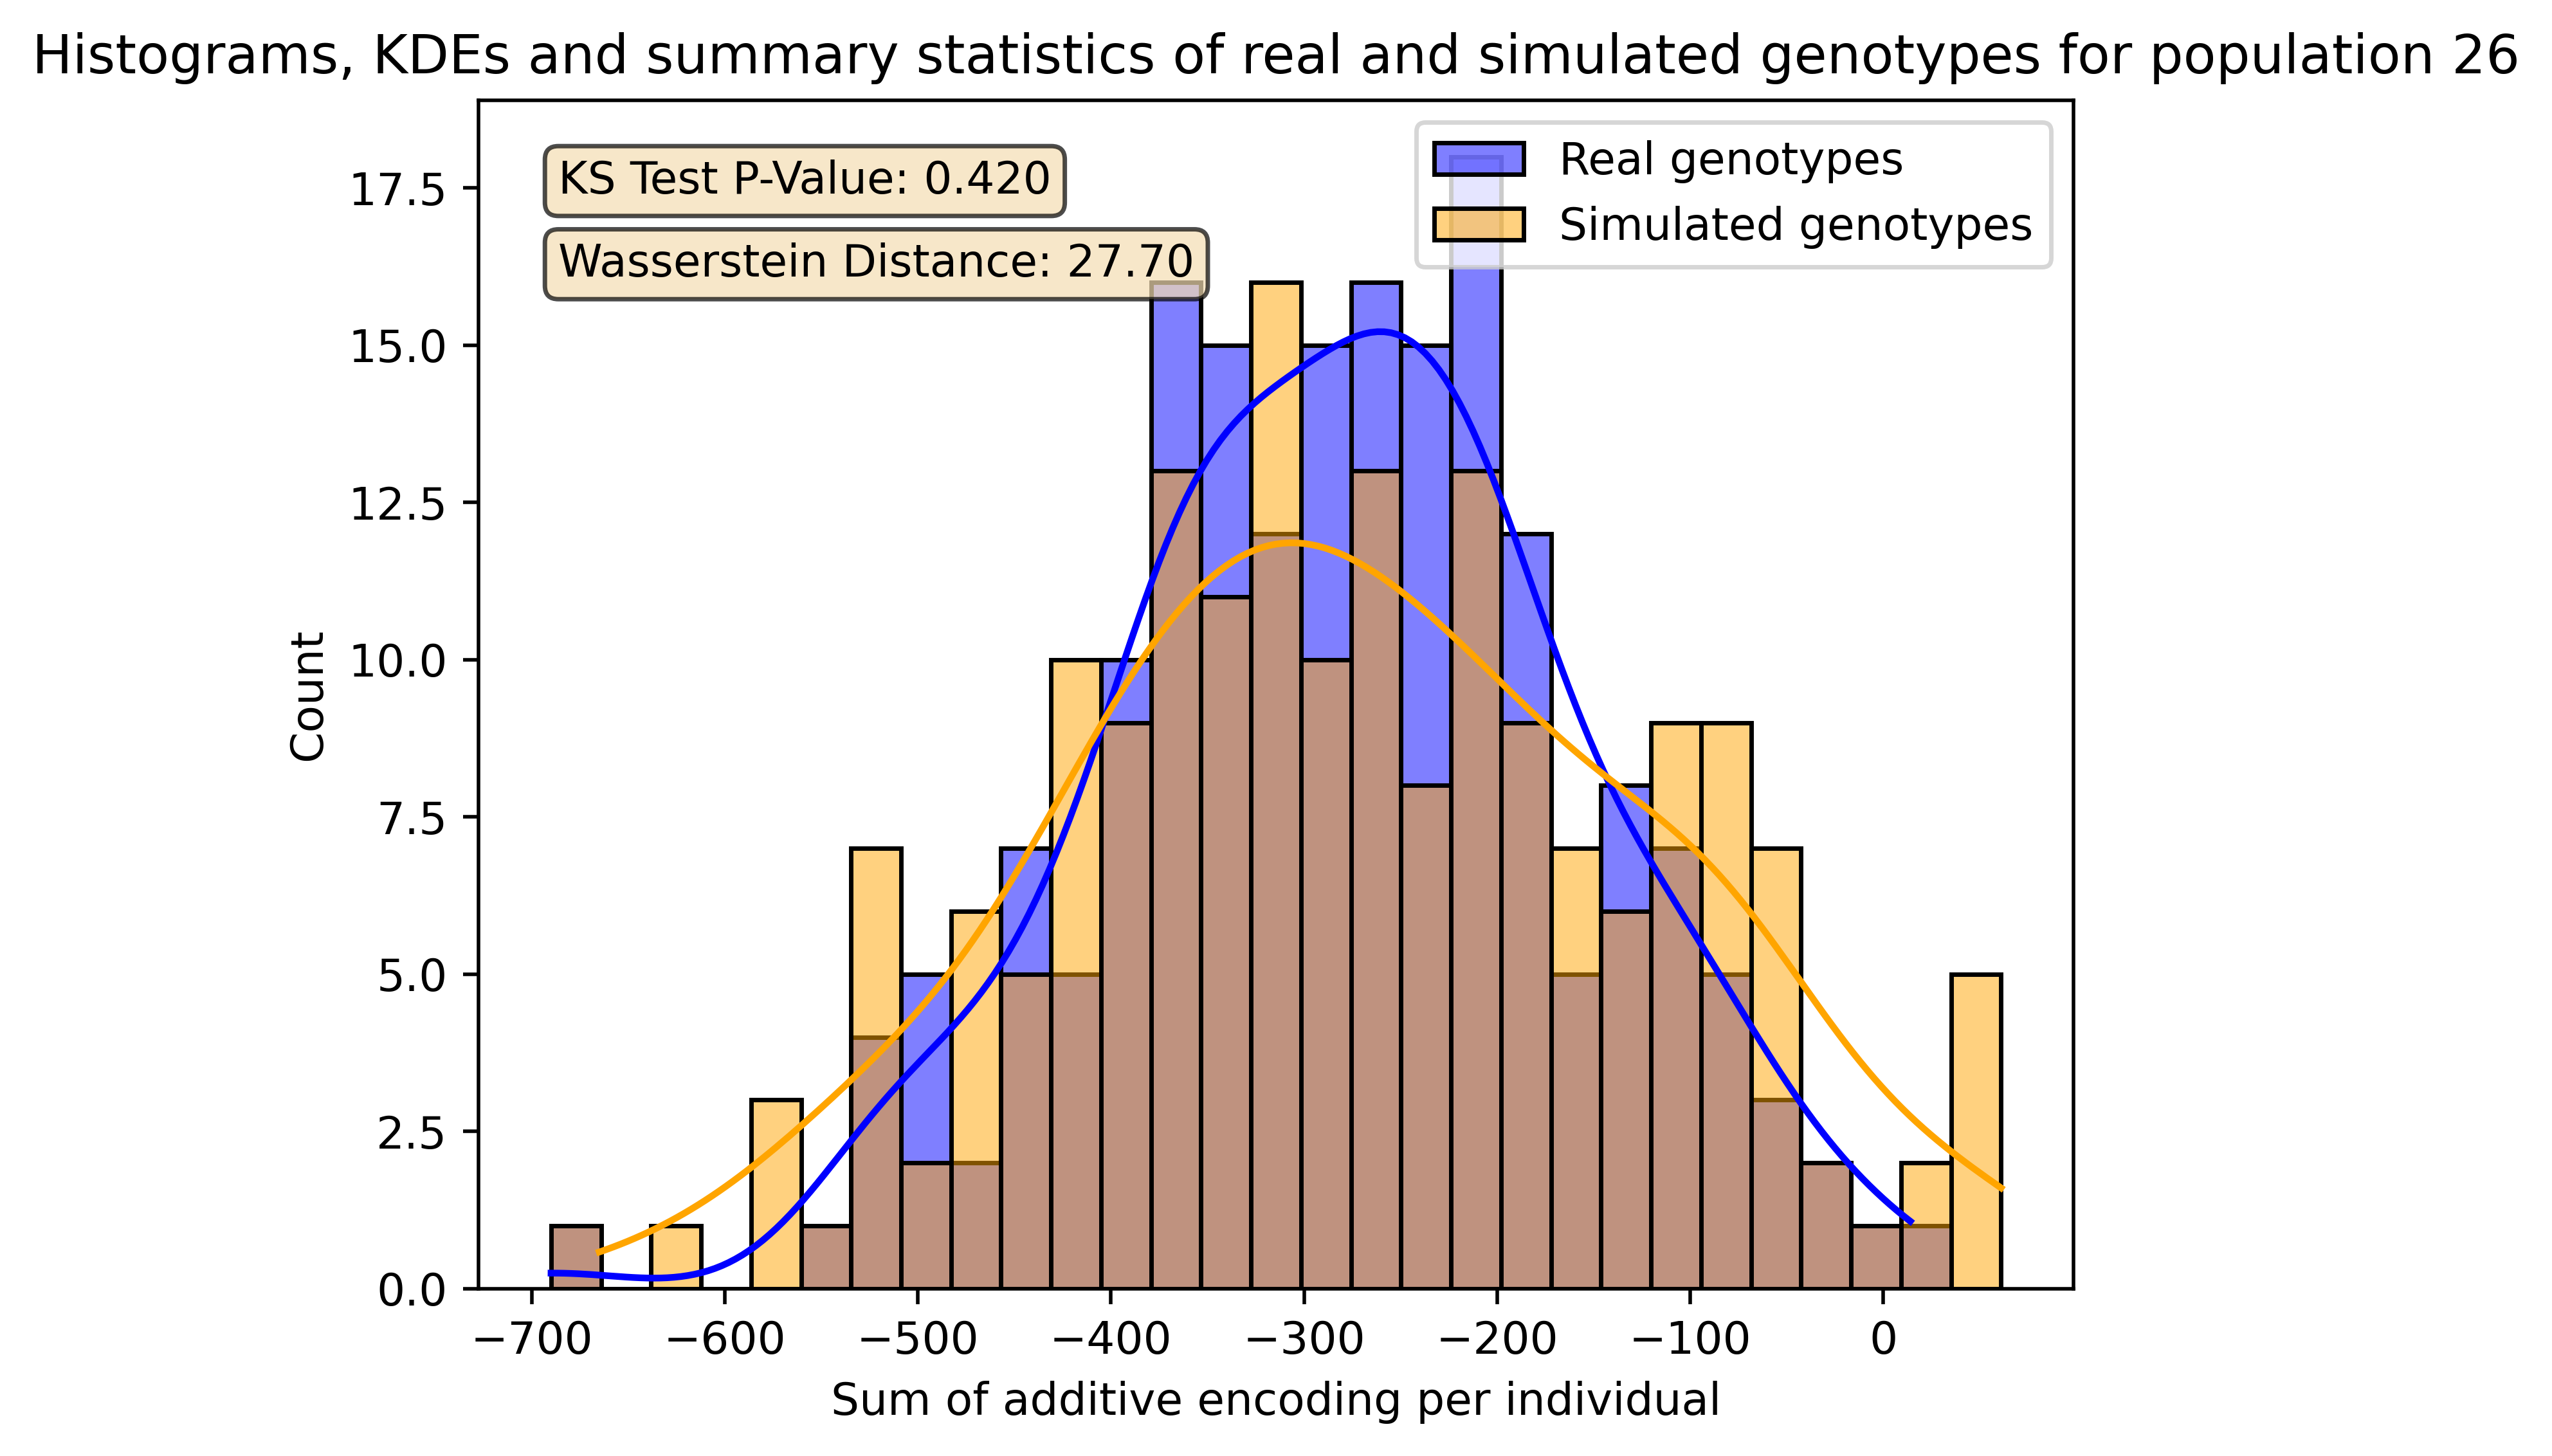 Histograms, KDEs and summary statistics of real and simulated genotypes for population 26
KS Test P-Value: 0.420
Wasserstein Distance: 27.70
Real genotypes
Simulated genotypes
17.5
15.0
12.5
10.0
7.5
5.0
2.5
0.0
Count
−700 −600 −500 −400 −300 −200 −100 0
Sum of additive encoding per individual